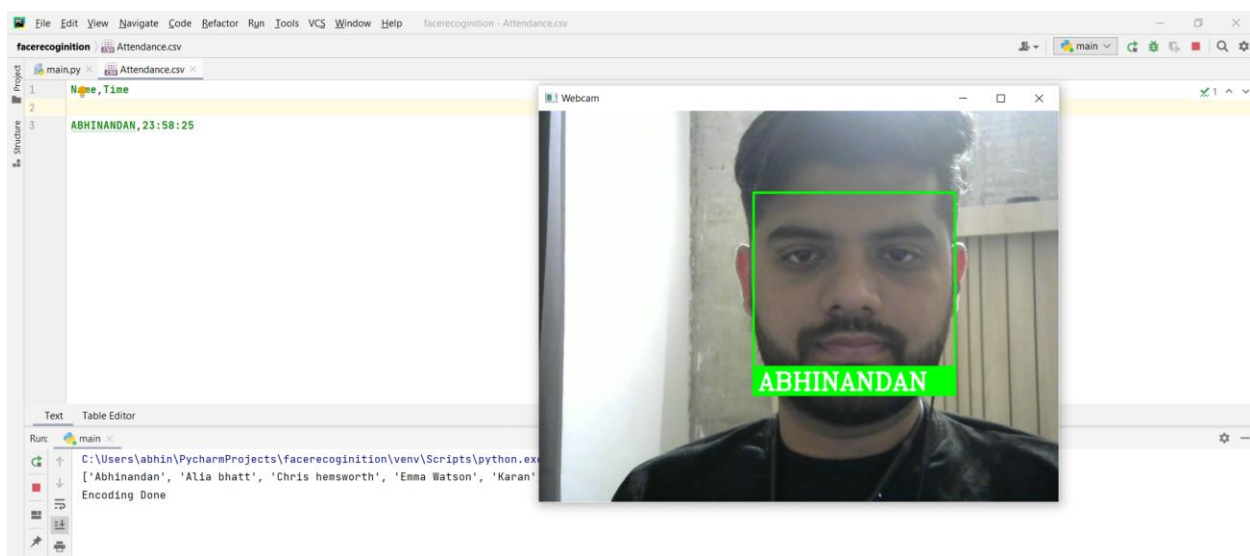 File Edit View Navigate Code Refactor Run Tools VCS Window Help facerecoginition - Attendance.csv
facerecoginition Attendance.csv
main
main.py Attendance.csv
Project
Structure
1 Name,Time
1
2
3 ABHINANDAN,23:58:25
Webcam
ABHINANDAN
Text Table Editor
Run: main
C:\Users\abhin\PycharmProjects\facerecoginition\venv\Scripts\python.exe
['Abhinandan', 'Alia bhatt', 'Chris hemsworth', 'Emma Watson', 'Karan'
Encoding Done